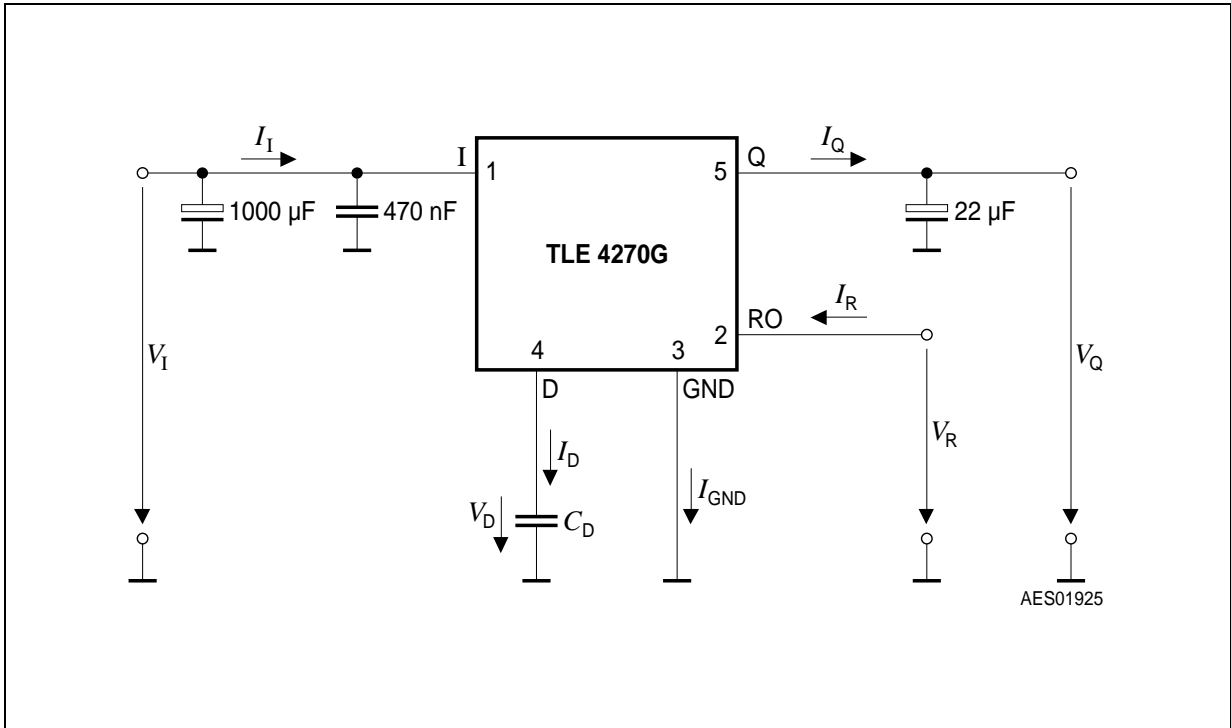 I_I
I_Q
I
1
5
Q
1000 µF
470 nF
22 µF
TLE 4270G
I_R
RO
2
4
3
D
GND
V_I
V_Q
V_R
I_D
I_GND
V_D
C_D
AES01925